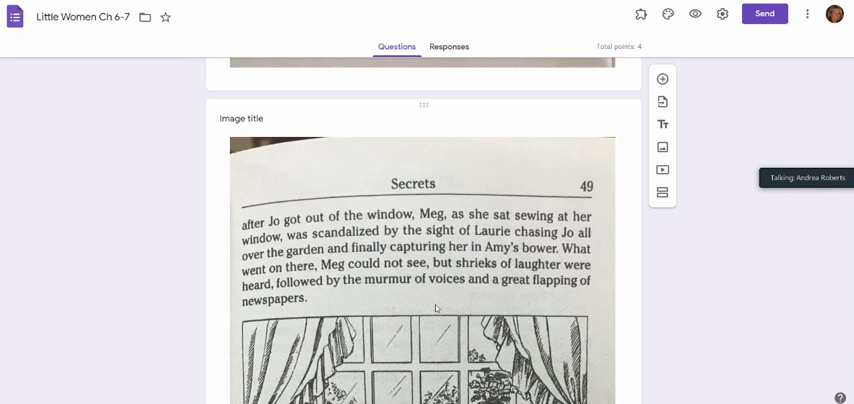 Little Women Ch 6-7
Send
Questions Responses
Total points: 4
Image title
Talking: Andrea Roberts
Secrets 49
after Jo got out of the window, Meg, as she sat sewing at her
window, was scandalized by the sight of Laurie chasing Jo all
over the garden and finally capturing her in Amy's bower. What
went on there, Meg could not see, but shrieks of laughter were
heard, followed by the murmur of voices and a great flapping of
newspapers.